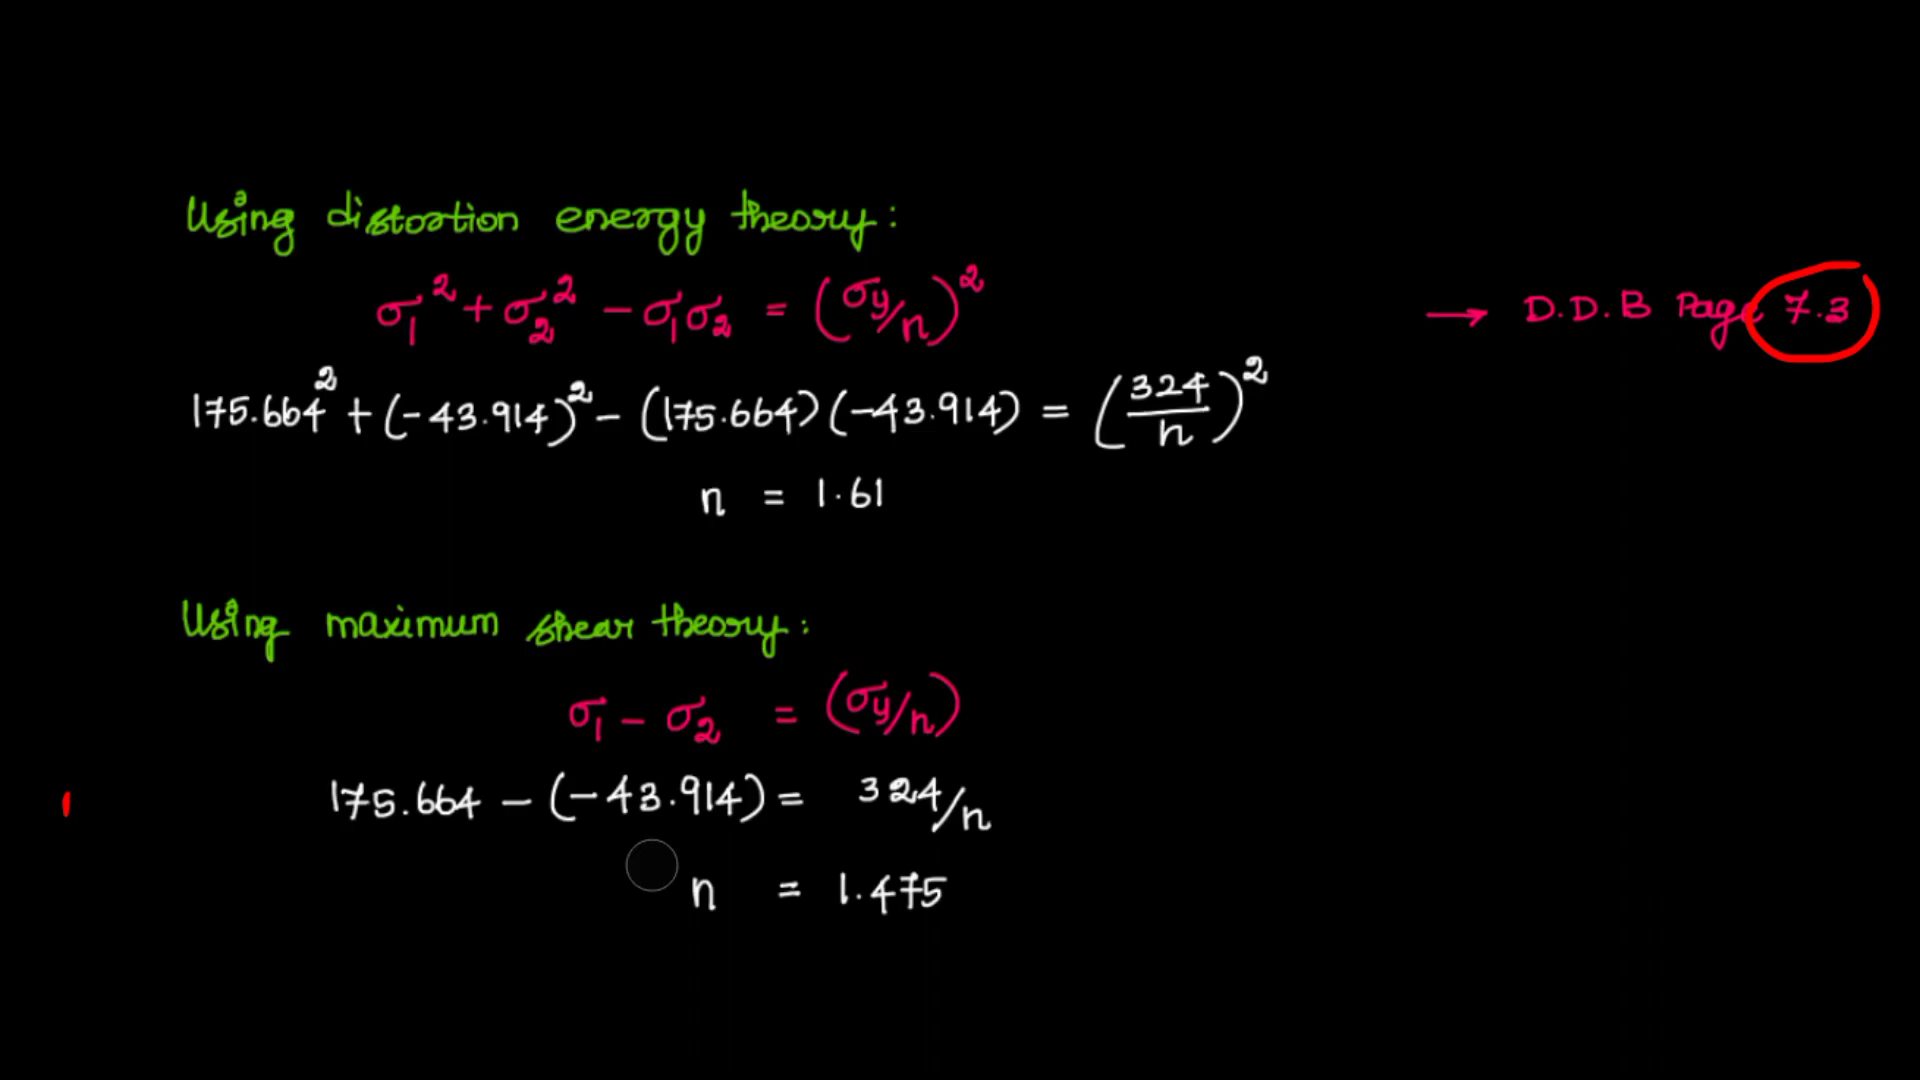 Using distortion energy theory:
σ₁² + σ₂² − σ₁σ₂ = (σy/n)² → D.D.B Page 7.3
175.664² + (−43.914)² − (175.664)(−43.914) = (324/n)²
n = 1.61
Using maximum shear theory:
σ₁ − σ₂ = (σy/n)
175.664 − (−43.914) = 324/n
n = 1.475